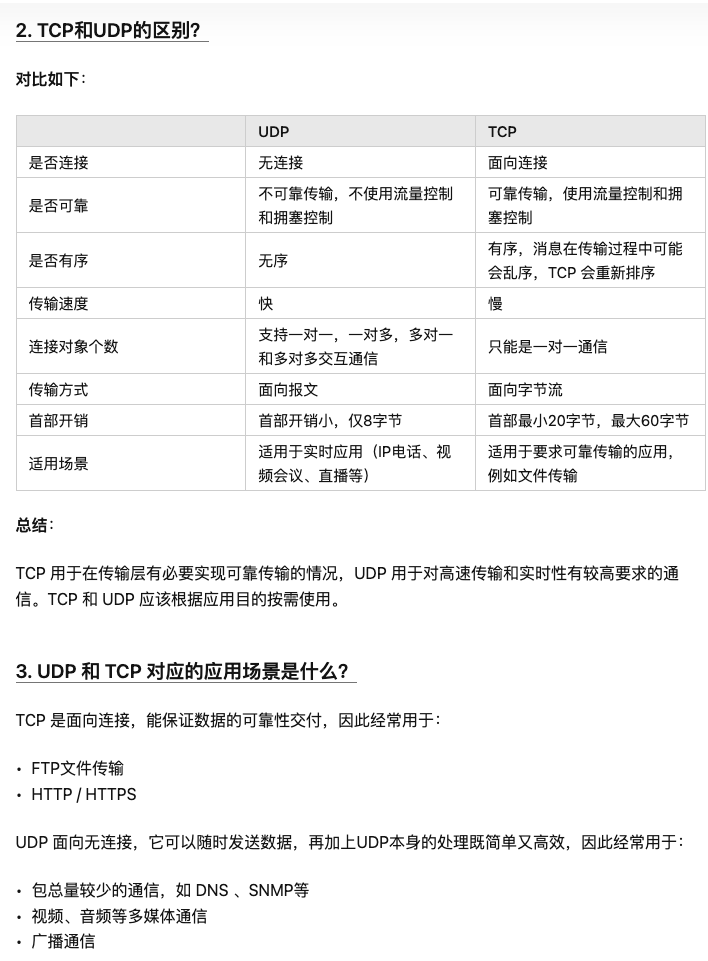 2. TCP和UDP的区别？
对比如下：
UDP
TCP
是否连接
无连接
面向连接
是否可靠
不可靠传输，不使用流量控制
和拥塞控制
可靠传输，使用流量控制和拥
塞控制
是否有序
无序
有序，消息在传输过程中可能
会乱序，TCP 会重新排序
传输速度
快
慢
连接对象个数
支持一对一，一对多，多对一
和多对多交互通信
只能是一对一通信
传输方式
面向报文
面向字节流
首部开销
首部开销小，仅8字节
首部最小20字节，最大60字节
适用场景
适用于实时应用（IP电话、视
频会议、直播等）
适用于要求可靠传输的应用，
例如文件传输
总结：
TCP 用于在传输层有必要实现可靠传输的情况，UDP 用于对高速传输和实时性有较高要求的通
信。TCP 和 UDP 应该根据应用目的按需使用。
3. UDP 和 TCP 对应的应用场景是什么？
TCP 是面向连接，能保证数据的可靠性交付，因此经常用于：
• FTP文件传输
• HTTP / HTTPS
UDP 面向无连接，它可以随时发送数据，再加上UDP本身的处理既简单又高效，因此经常用于：
• 包总量较少的通信，如 DNS 、SNMP等
• 视频、音频等多媒体通信
• 广播通信